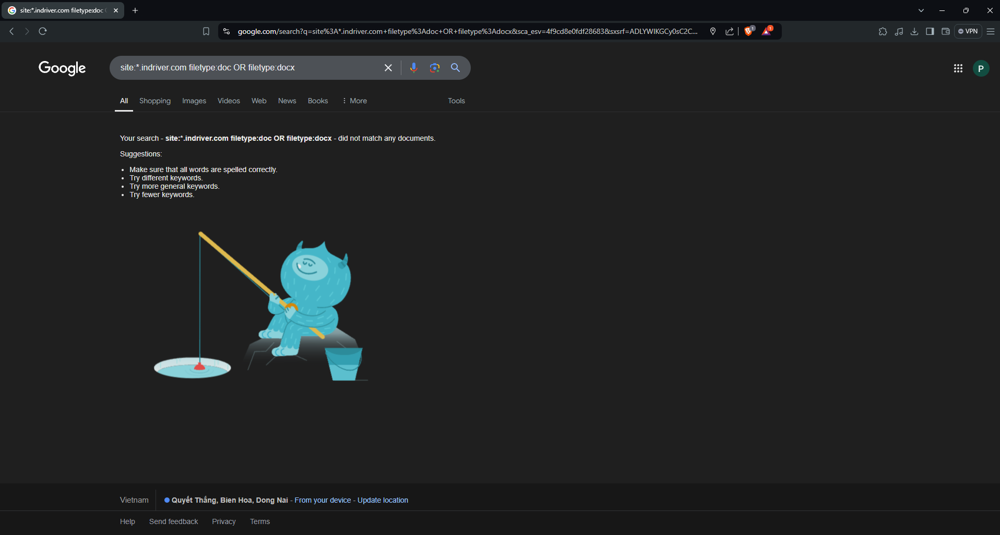 site:*.indriver.com filetype:doc
google.com/search?q=site%3A*.indriver.com+filetype%3Adoc+OR+filetype%3Adocx&sca_esv=4f9cd8e0fdf28683&sxsrf=ADLYWIKGCy0sC2C...
1
1
VPN
Google
site:*.indriver.com filetype:doc OR filetype:docx
P
All Shopping Images Videos Web News Books More Tools
Your search - site:*.indriver.com filetype:doc OR filetype:docx - did not match any documents.
Suggestions:
Make sure that all words are spelled correctly.
Try different keywords.
Try more general keywords.
Try fewer keywords.
Vietnam
Quyết Thắng, Bien Hoa, Dong Nai - From your device - Update location
Help Send feedback Privacy Terms